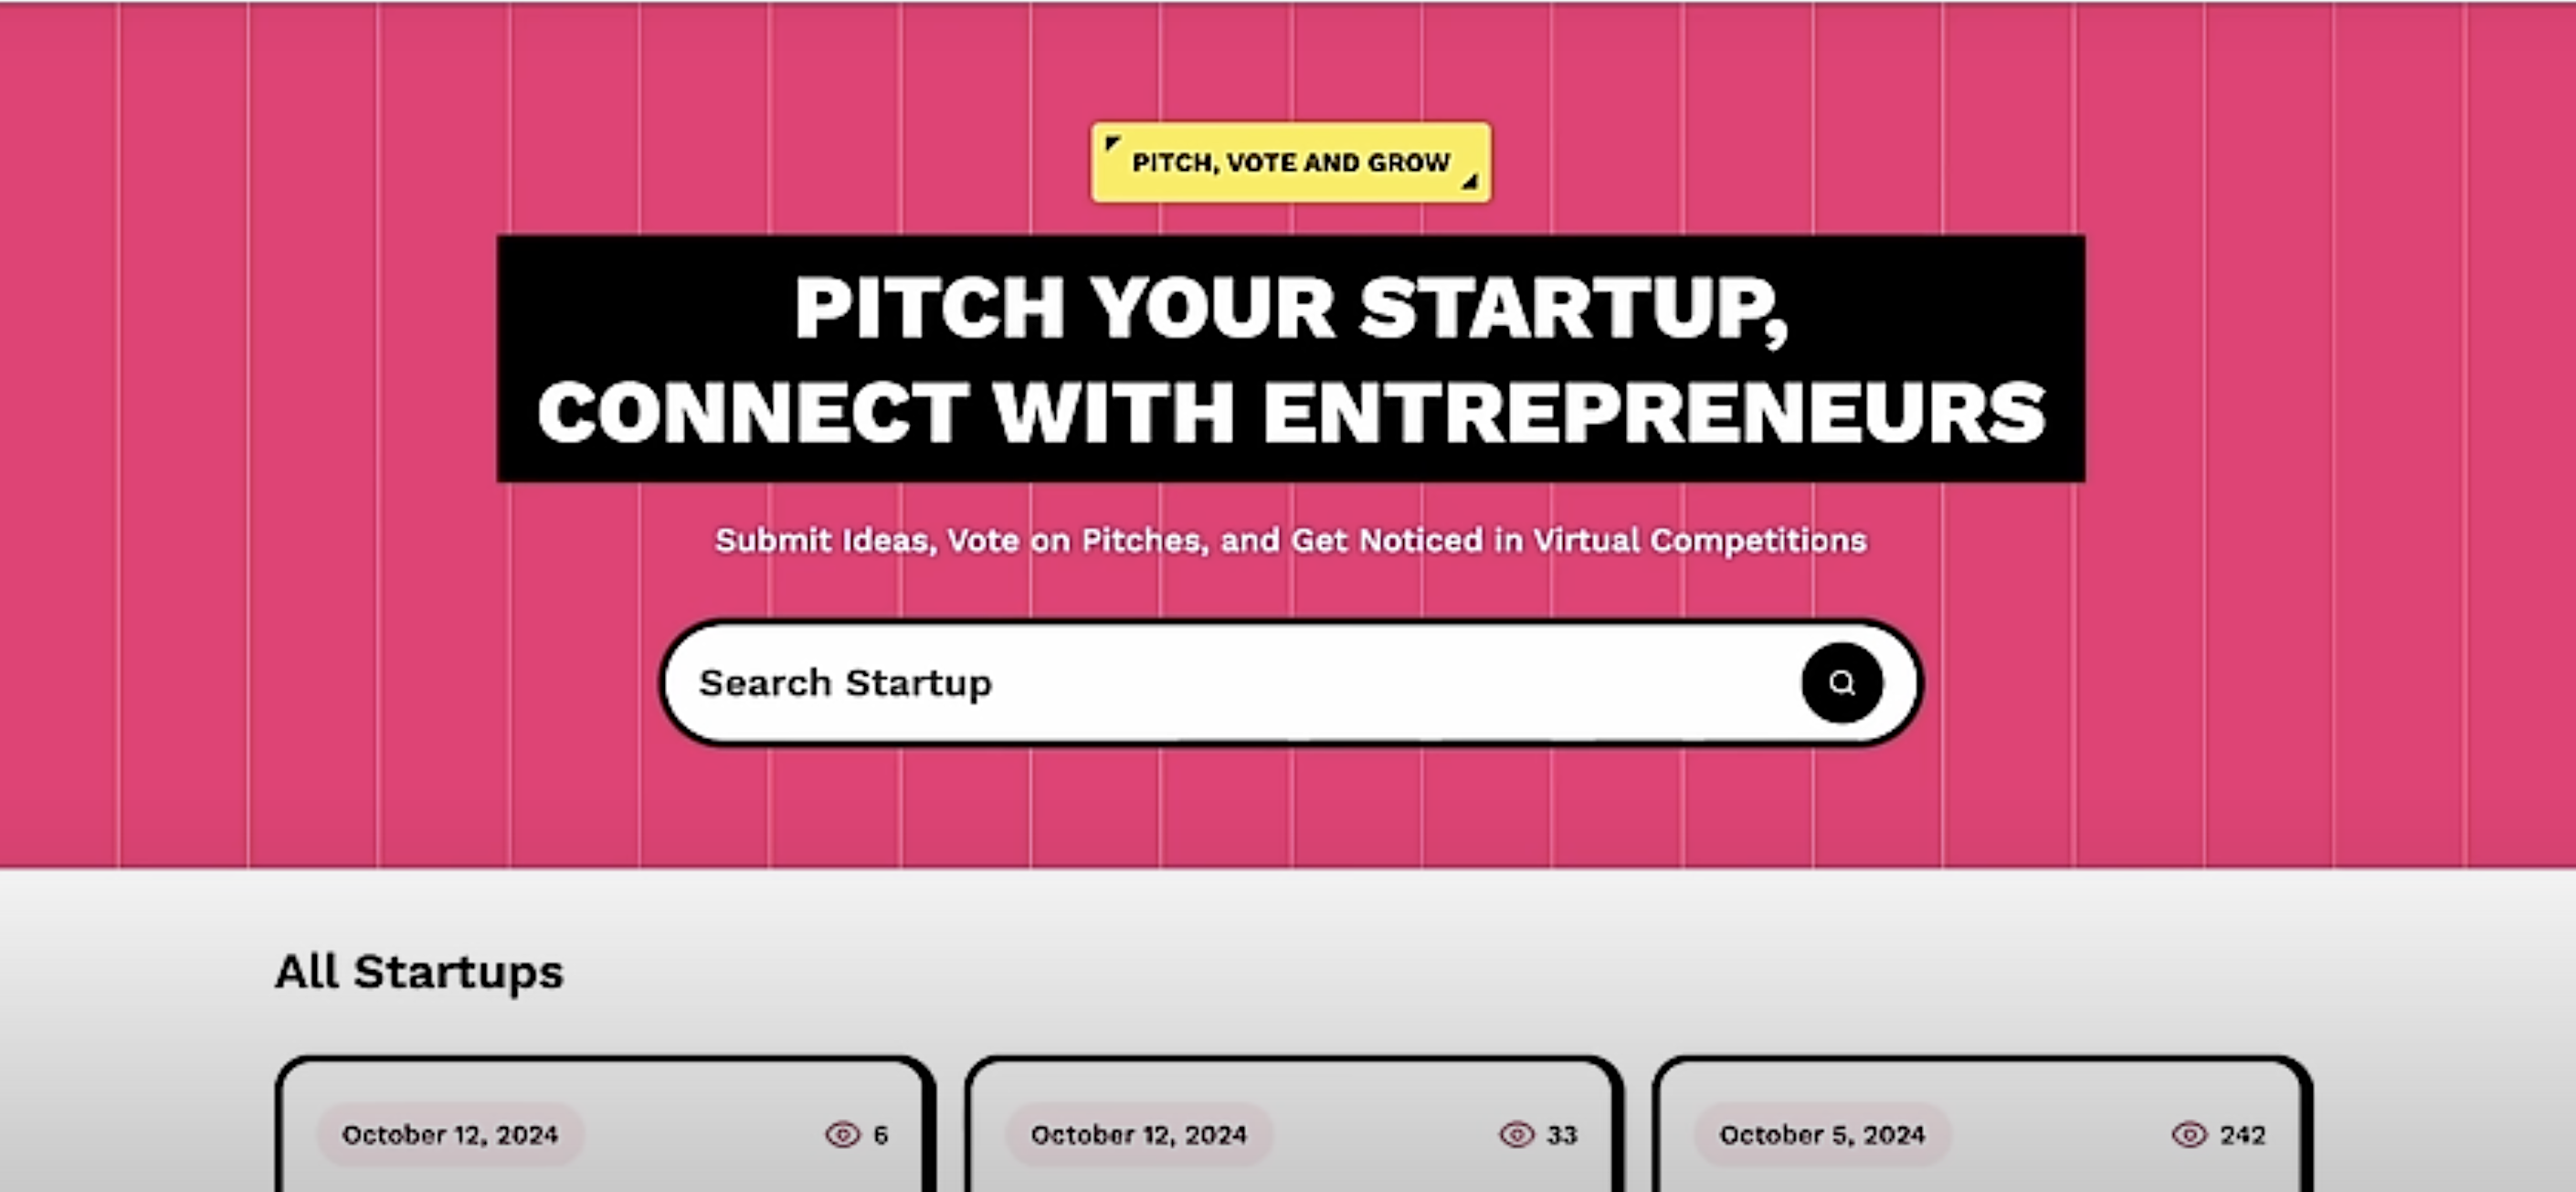 PITCH, VOTE AND GROW
PITCH YOUR STARTUP,
CONNECT WITH ENTREPRENEURS
Submit Ideas, Vote on Pitches, and Get Noticed in Virtual Competitions
Search Startup
All Startups
October 12, 2024 6
October 12, 2024 33
October 5, 2024 242